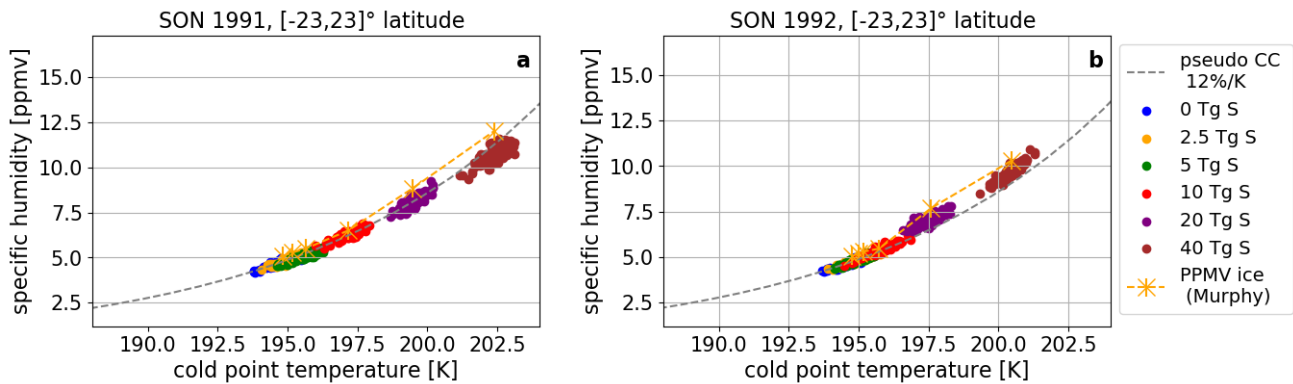 SON 1991, [-23,23]° latitude
a
specific humidity [ppmv]
15.0
12.5
10.0
7.5
5.0
2.5
190.0 192.5 195.0 197.5 200.0 202.5
cold point temperature [K]
SON 1992, [-23,23]° latitude
b
specific humidity [ppmv]
15.0
12.5
10.0
7.5
5.0
2.5
190.0 192.5 195.0 197.5 200.0 202.5
cold point temperature [K]
pseudo CC
12%/K
0 Tg S
2.5 Tg S
5 Tg S
10 Tg S
20 Tg S
40 Tg S
PPMV ice
(Murphy)